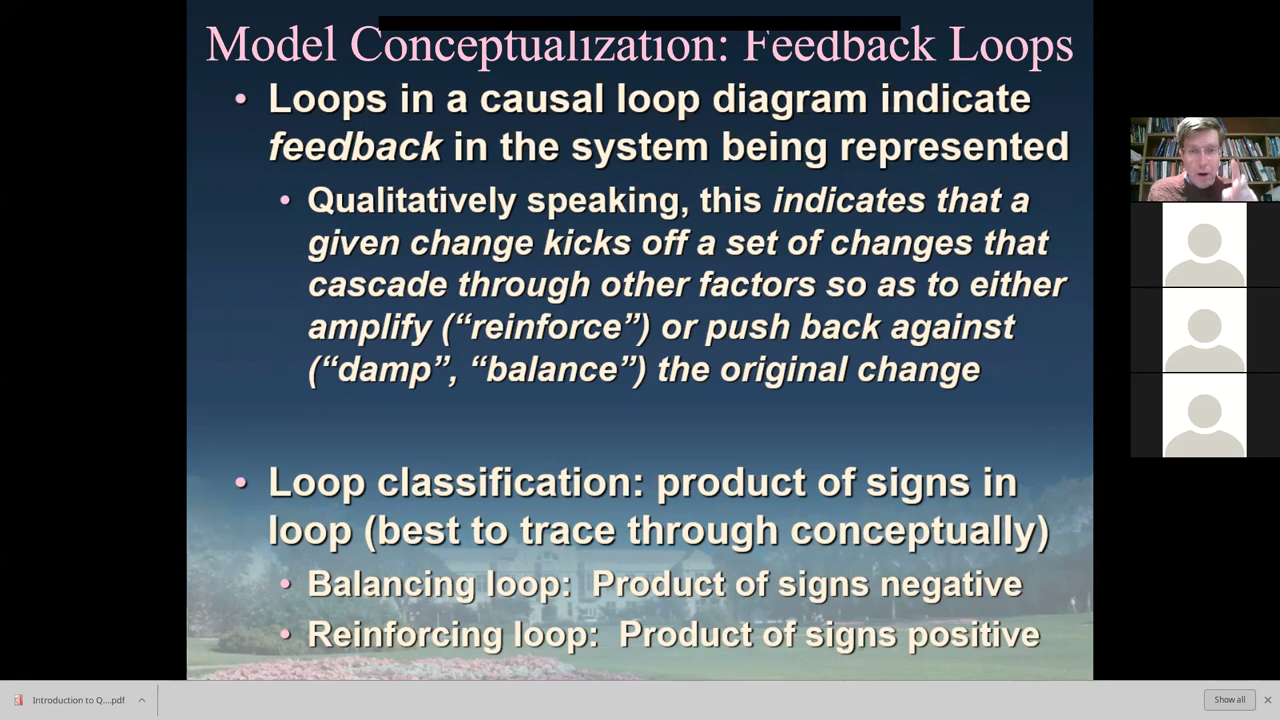 Model Conceptualization: Feedback Loops
• Loops in a causal loop diagram indicate
feedback in the system being represented
• Qualitatively speaking, this indicates that a
given change kicks off a set of changes that
cascade through other factors so as to either
amplify (“reinforce”) or push back against
(“damp”, “balance”) the original change
• Loop classification: product of signs in
loop (best to trace through conceptually)
• Balancing loop: Product of signs negative
• Reinforcing loop: Product of signs positive
Introduction to Q....pdf
Show all